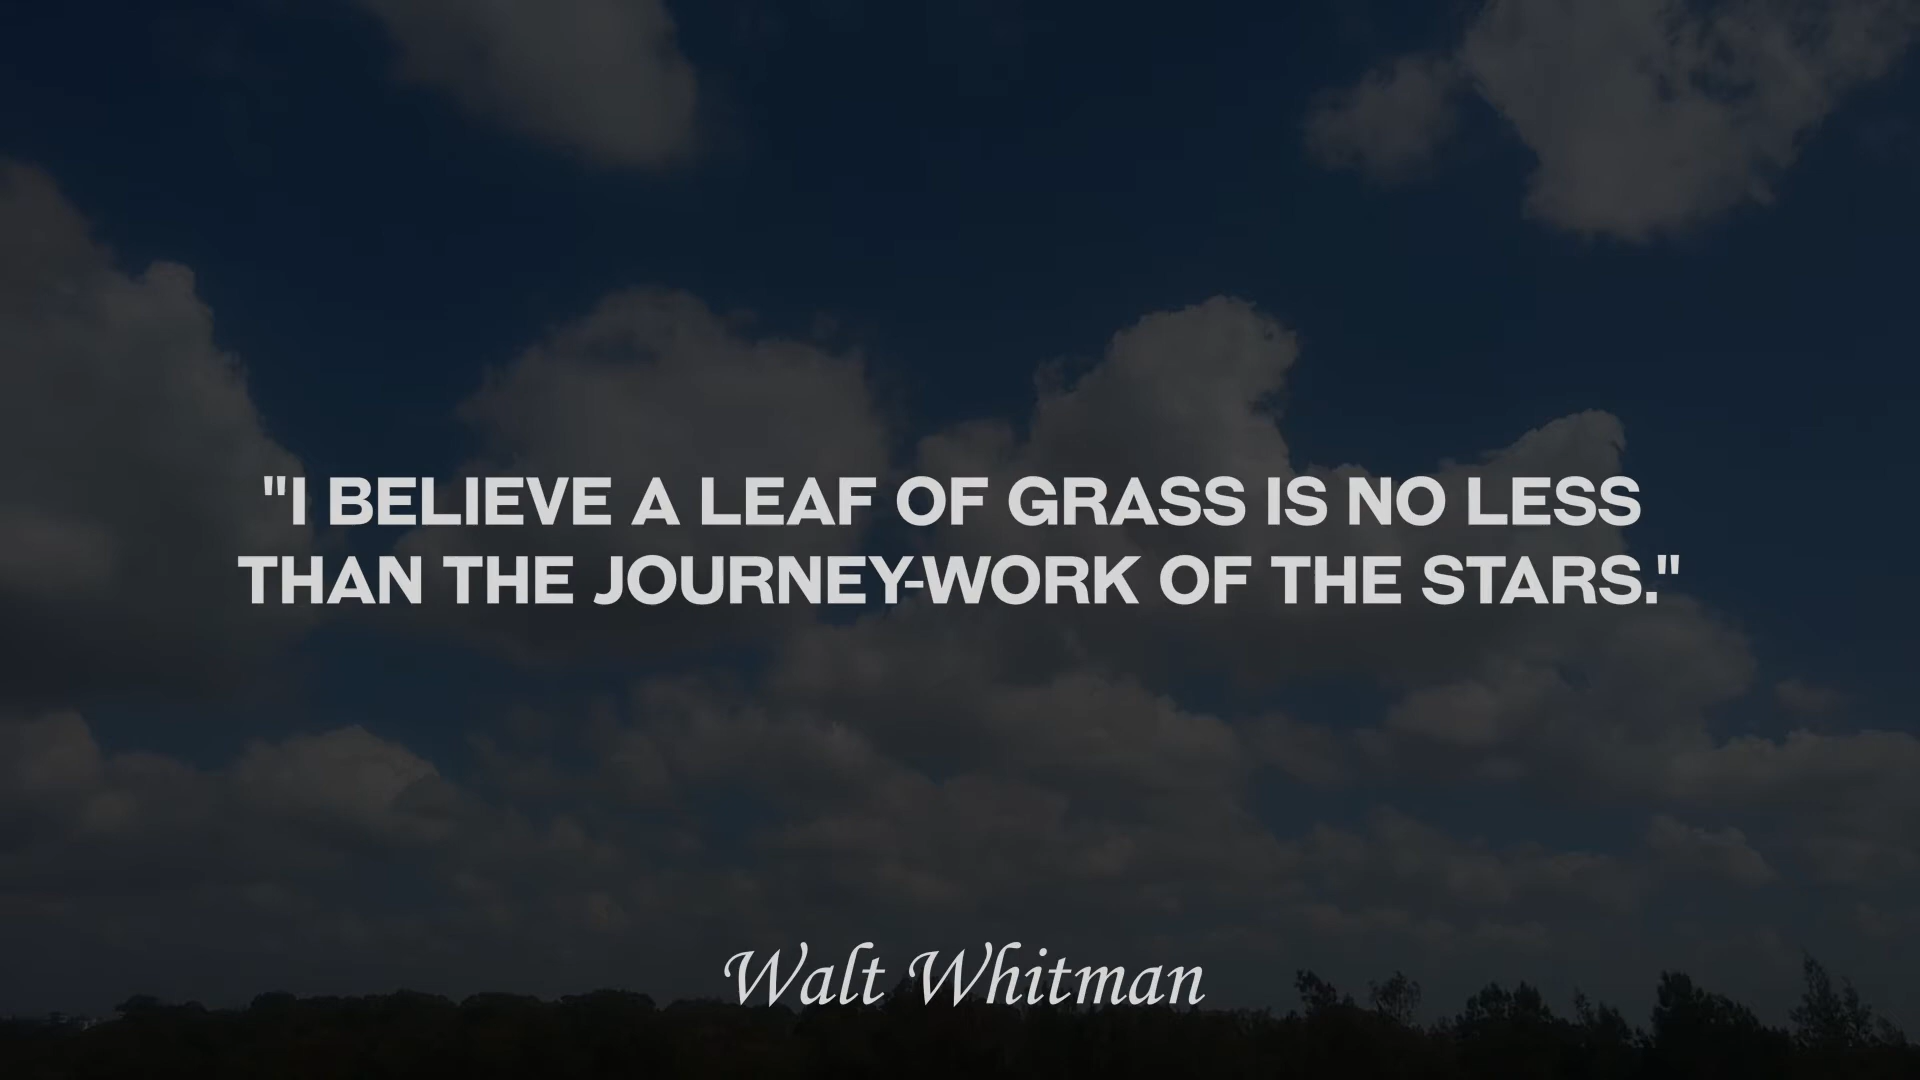 "I BELIEVE A LEAF OF GRASS IS NO LESS
THAN THE JOURNEY-WORK OF THE STARS."
Walt Whitman